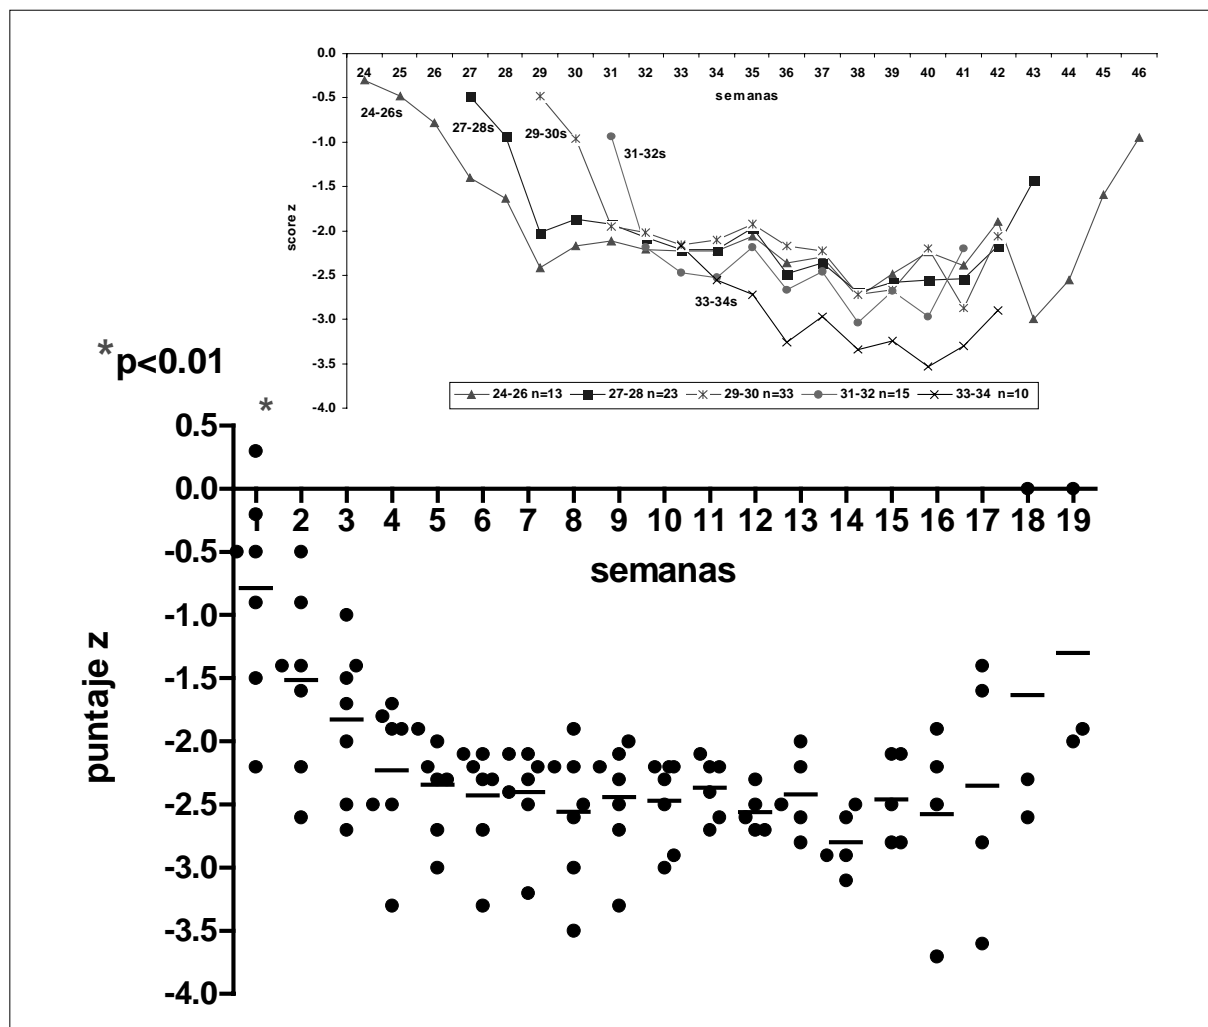 0.0
24 25 26 27 28 29 30 31 32 33 34 35 36 37 38 39 40 41 42 43 44 45 46
semanas
-0.5
24-26s
27-28s
29-30s
-1.0
31-32s
-1.5
score z
-2.0
-2.5
33-34s
-3.0
-3.5
24-26 n=13 27-28 n=23 29-30 n=33 31-32 n=15 33-34 n=10
-4.0
*p<0.01
*
0.5
0.0
1 2 3 4 5 6 7 8 9 10 11 12 13 14 15 16 17 18 19
-0.5
semanas
-1.0
-1.5
puntaje z
-2.0
-2.5
-3.0
-3.5
-4.0